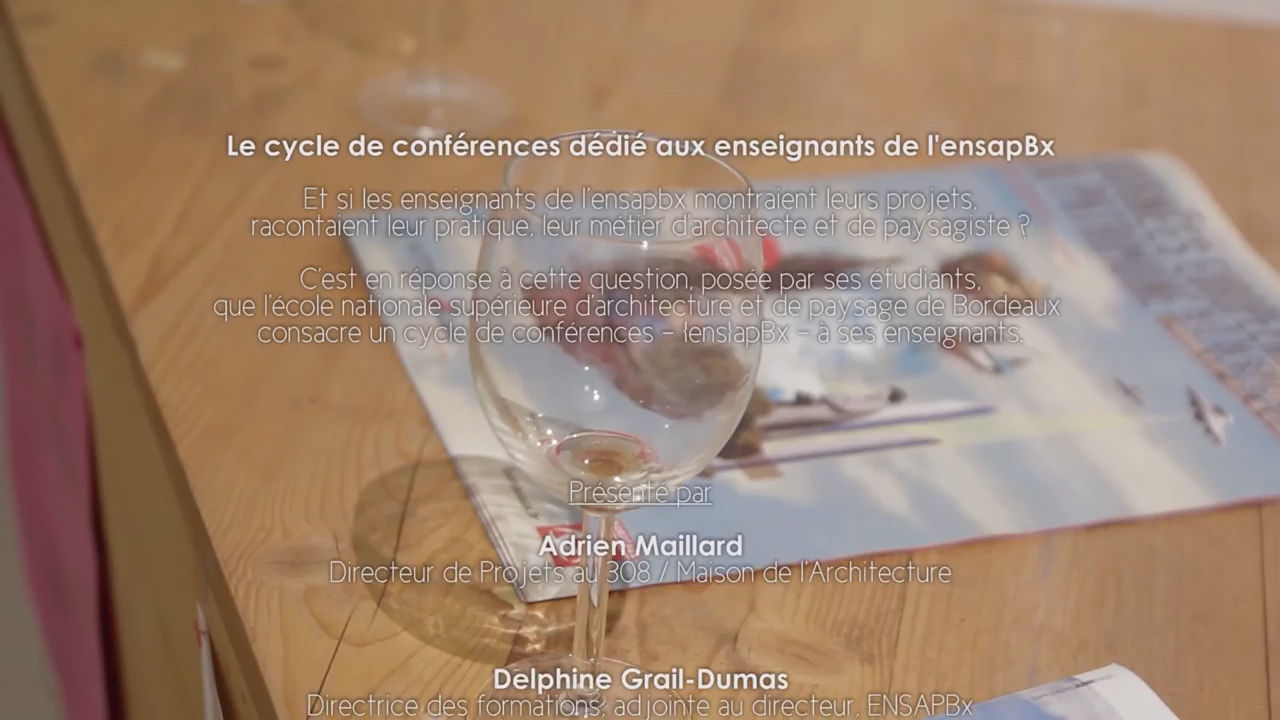 Le cycle de conférences dédié aux enseignants de l'ensapBx
Et si les enseignants de l'ensapbx montraient leurs projets,
racontaient leur pratique, leur métier d'architecte et de paysagiste ?
C'est en réponse à cette question, posée par ses étudiants,
que l'école nationale supérieure d'architecture et de paysage de Bordeaux
consacre un cycle de conférences - łensłapBx - à ses enseignants.
Présenté par
Adrien Maillard
Directeur de Projets au 308 / Maison de l'Architecture
Delphine Grail-Dumas
Directrice des formations, adjointe au directeur, ENSAPBx